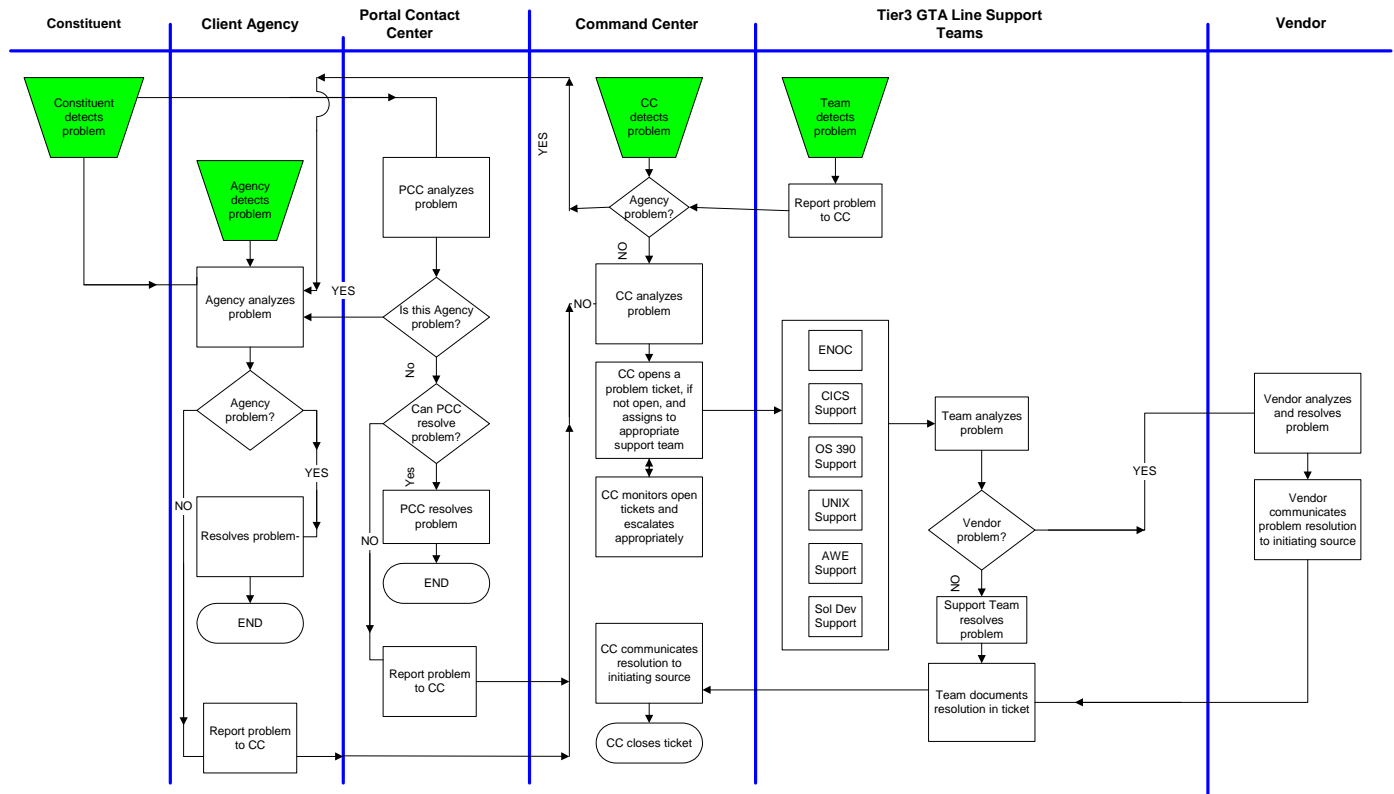 Constituent
Client Agency
Portal Contact
Center
Command Center
Tier3 GTA Line Support
Teams
Vendor
Constituent
detects
problem
Agency
detects
problem
Agency analyzes
problem
Agency
problem?
YES
NO
Resolves problem-
END
Report problem
to CC
PCC analyzes
problem
YES
Is this Agency
problem?
No
Can PCC
resolve
problem?
Yes
NO
PCC resolves
problem
END
Report problem
to CC
YES
CC
detects
problem
Agency
problem?
NO
-NO-
CC analyzes
problem
CC opens a
problem ticket, if
not open, and
assigns to
appropriate
support team
CC monitors open
tickets and
escalates
appropriately
CC communicates
resolution to
initiating source
CC closes ticket
Team
detects
problem
Report problem
to CC
ENOC
CICS
Support
OS 390
Support
UNIX
Support
AWE
Support
Sol Dev
Support
Team analyzes
problem
Vendor
problem?
YES
NO
Support Team
resolves
problem
Team documents
resolution in ticket
Vendor analyzes
and resolves
problem
Vendor
communicates
problem resolution
to initiating source